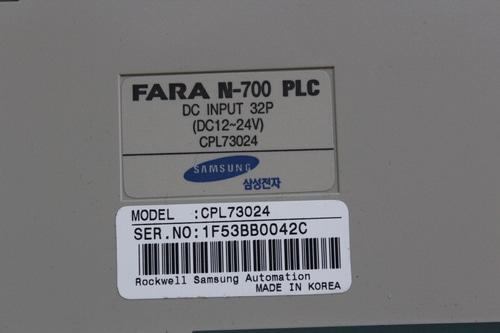 FARA N-700 PLC
DC INPUT 32P
(DC12~24V)
CPL73024
SAMSUNG
삼성전자
MODEL :CPL73024
SER.NO:1F53BB0042C
Rockwell Samsung Automation
MADE IN KOREA